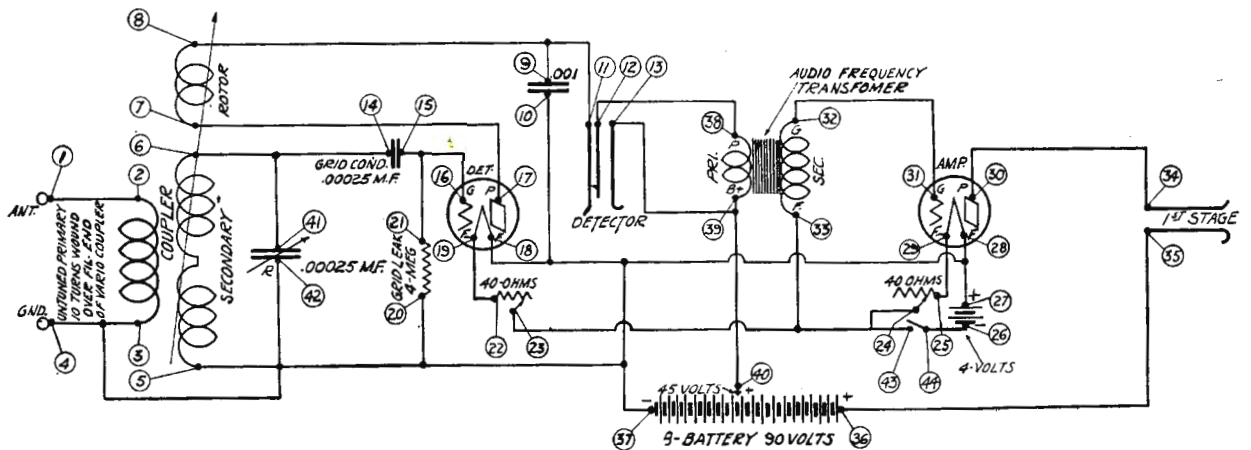 8
9
.001
10
11
12
13
AUDIO FREQUENCY
TRANSFOMER
ROTOR
7
6
14
15
GRID COND.
.00025 M.F.
1
2
ANT.
UNTUNED PRIMARY
10 TURNS WOUND
OVER FIL. END
OF VARIO COUPLER
GND.
4
3
5
COUPLER
SECONDARY
41
R
42
.00025 M.F.
16
DET.
G
P
17
F
F
19
18
21
GRID LEAK
4-MEG
20
40-OHMS
22
23
DETECTOR
38
P
PRI.
B+
39
G
32
SEC.
F
33
31
AMP.
G
P
30
F
F
29
28
34
1ST STAGE
35
40 OHMS
24
25
+
27
-
26
43
44
4-VOLTS
45 VOLTS
40
+
-
+
37
B-BATTERY 90 VOLTS
36